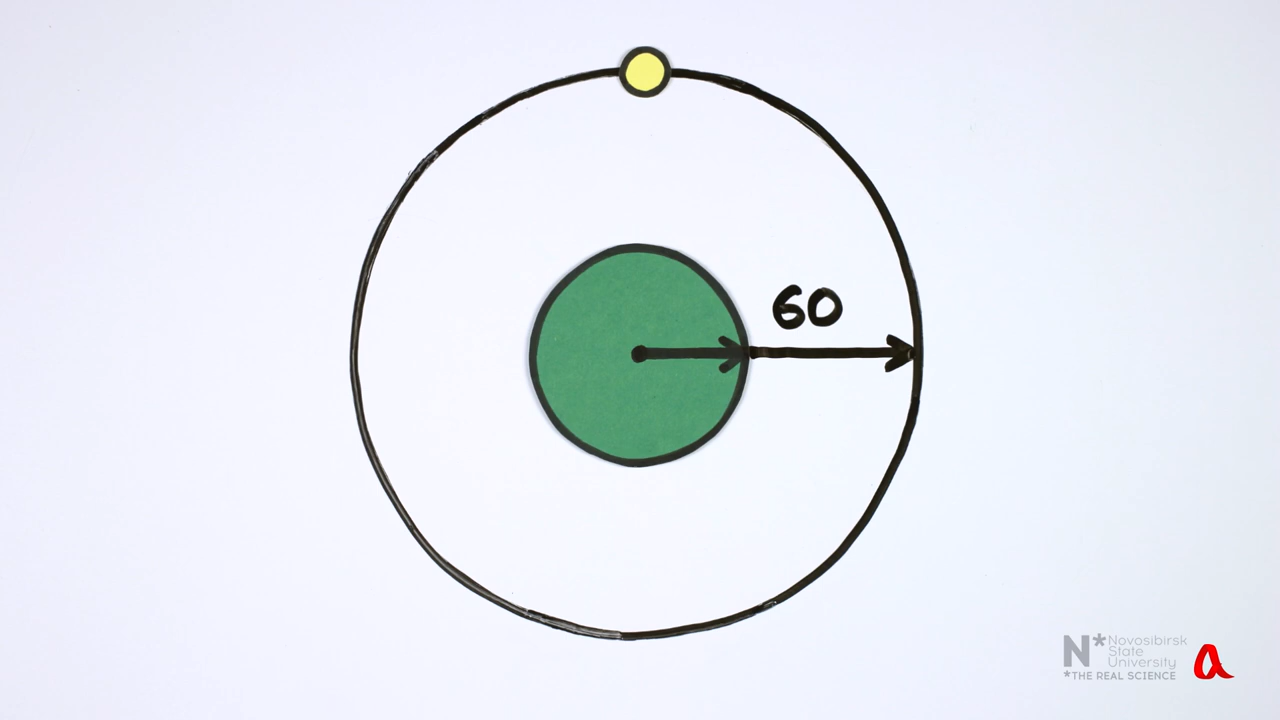 60
N* Novosibirsk
State
University
*THE REAL SCIENCE
a